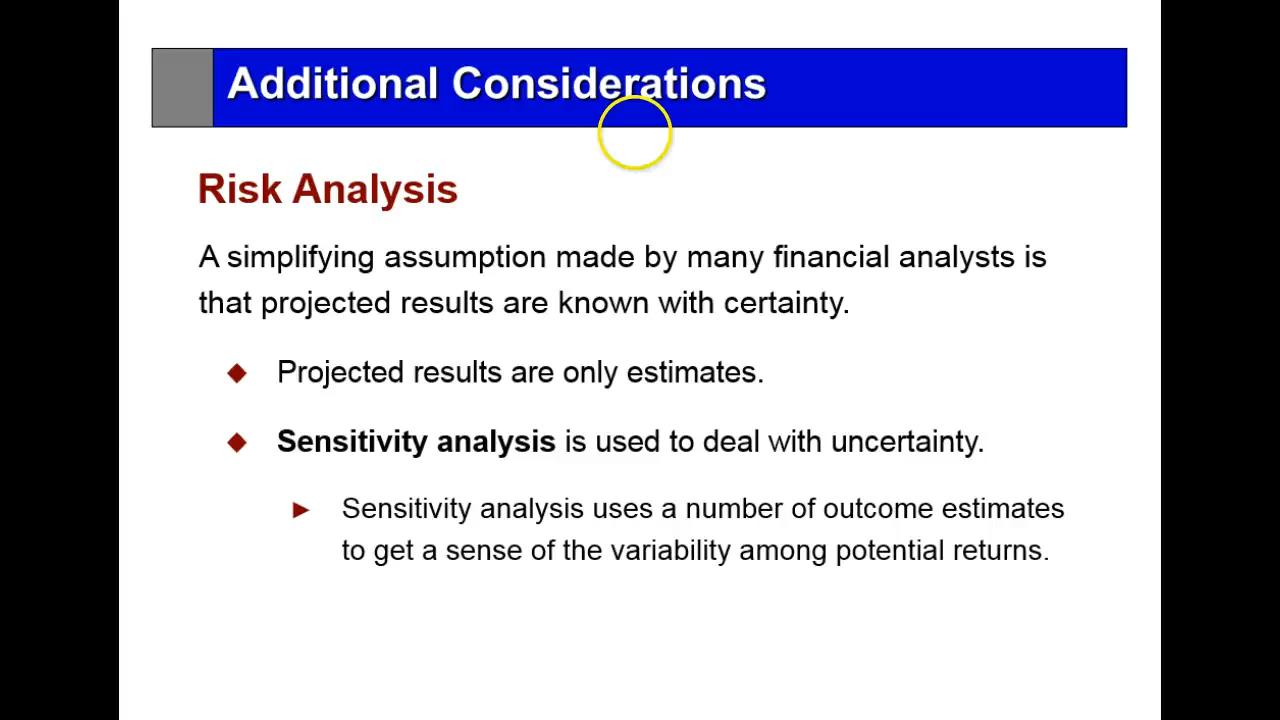 Additional Considerations
Risk Analysis
A simplifying assumption made by many financial analysts is
that projected results are known with certainty.
Projected results are only estimates.
Sensitivity analysis is used to deal with uncertainty.
Sensitivity analysis uses a number of outcome estimates
to get a sense of the variability among potential returns.